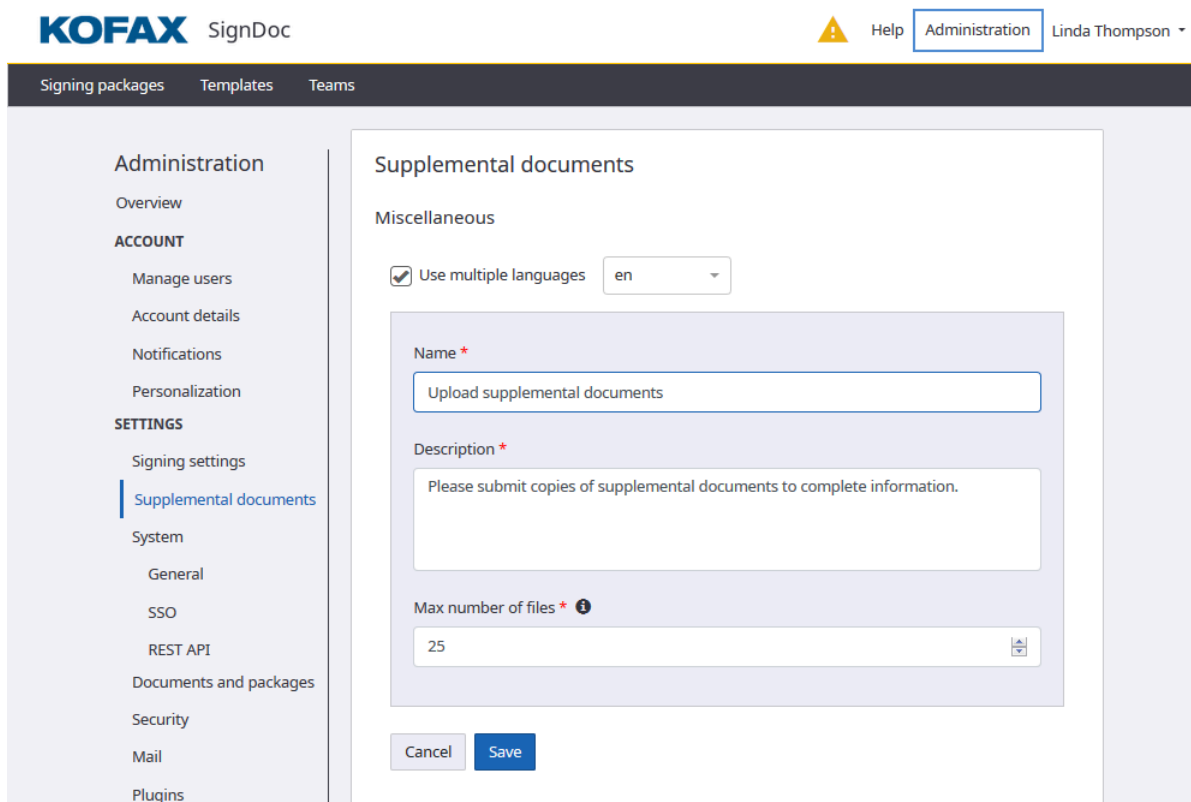 KOFAX SignDoc
Help Administration Linda Thompson
Signing packages Templates Teams
Administration
Overview
ACCOUNT
Manage users
Account details
Notifications
Personalization
SETTINGS
Signing settings
Supplemental documents
System
General
SSO
REST API
Documents and packages
Security
Mail
Plugins
Supplemental documents
Miscellaneous
Use multiple languages en
Name *
Upload supplemental documents
Description *
Please submit copies of supplemental documents to complete information.
Max number of files *
25
Cancel Save